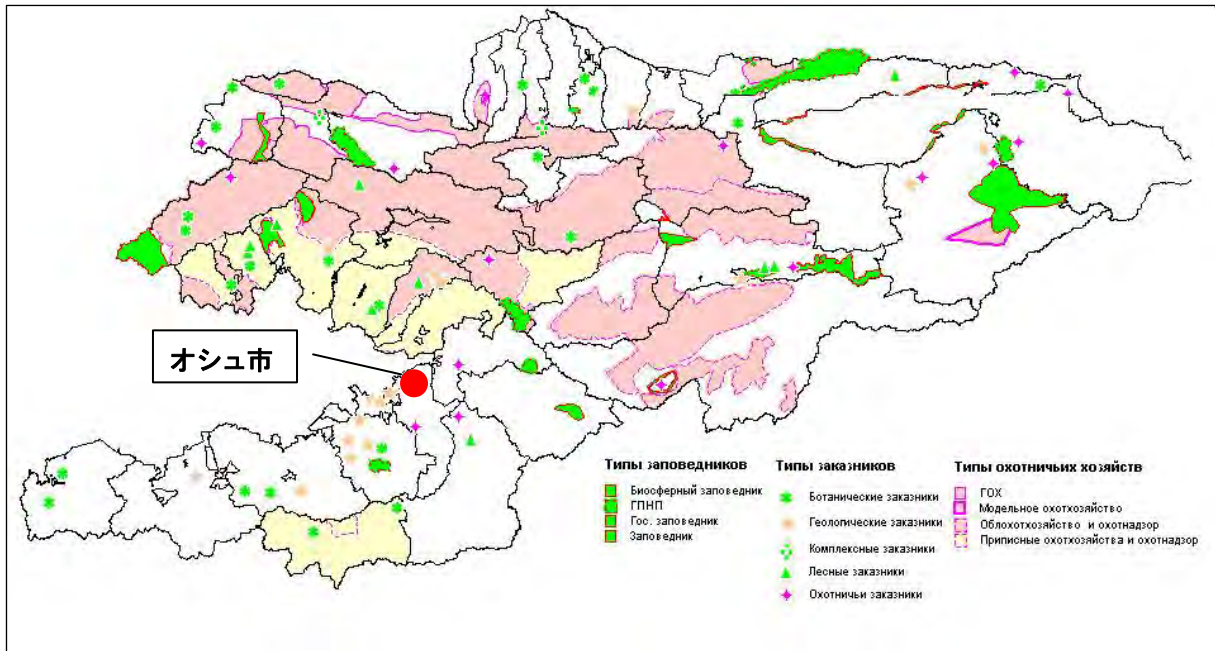 オシュ市
Типы заповедников
Биосферный заповедник
ГПНП
Гос. заповедник
Заповедник
Типы заказников
Ботанические заказники
Геологические заказники
Комплексные заказники
Лесные заказники
Охотничьи заказники
Типы охотничьих хозяйств
ГОХ
Модельное охотхозяйство
Облохотхозяйство и охотнадзор
Приписные охотхозяйства и охотнадзор